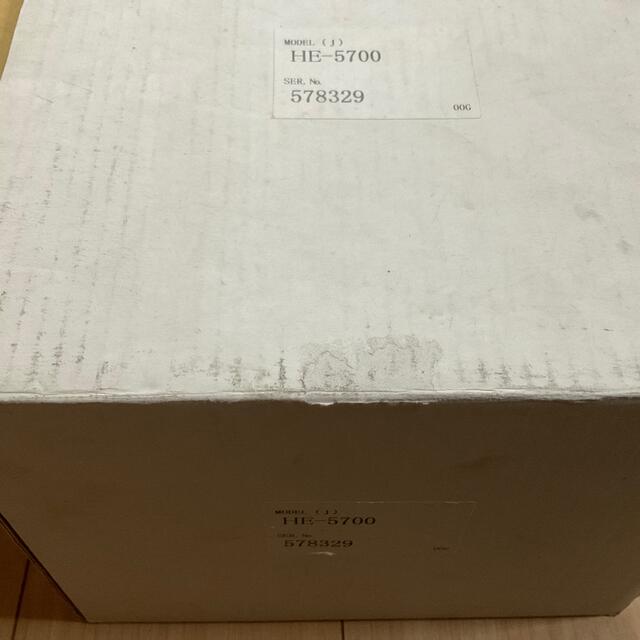 MODEL (J)
HE-5700
SER. No.
578329
00G
MODEL (J)
HE-5700
SER. No.
578329